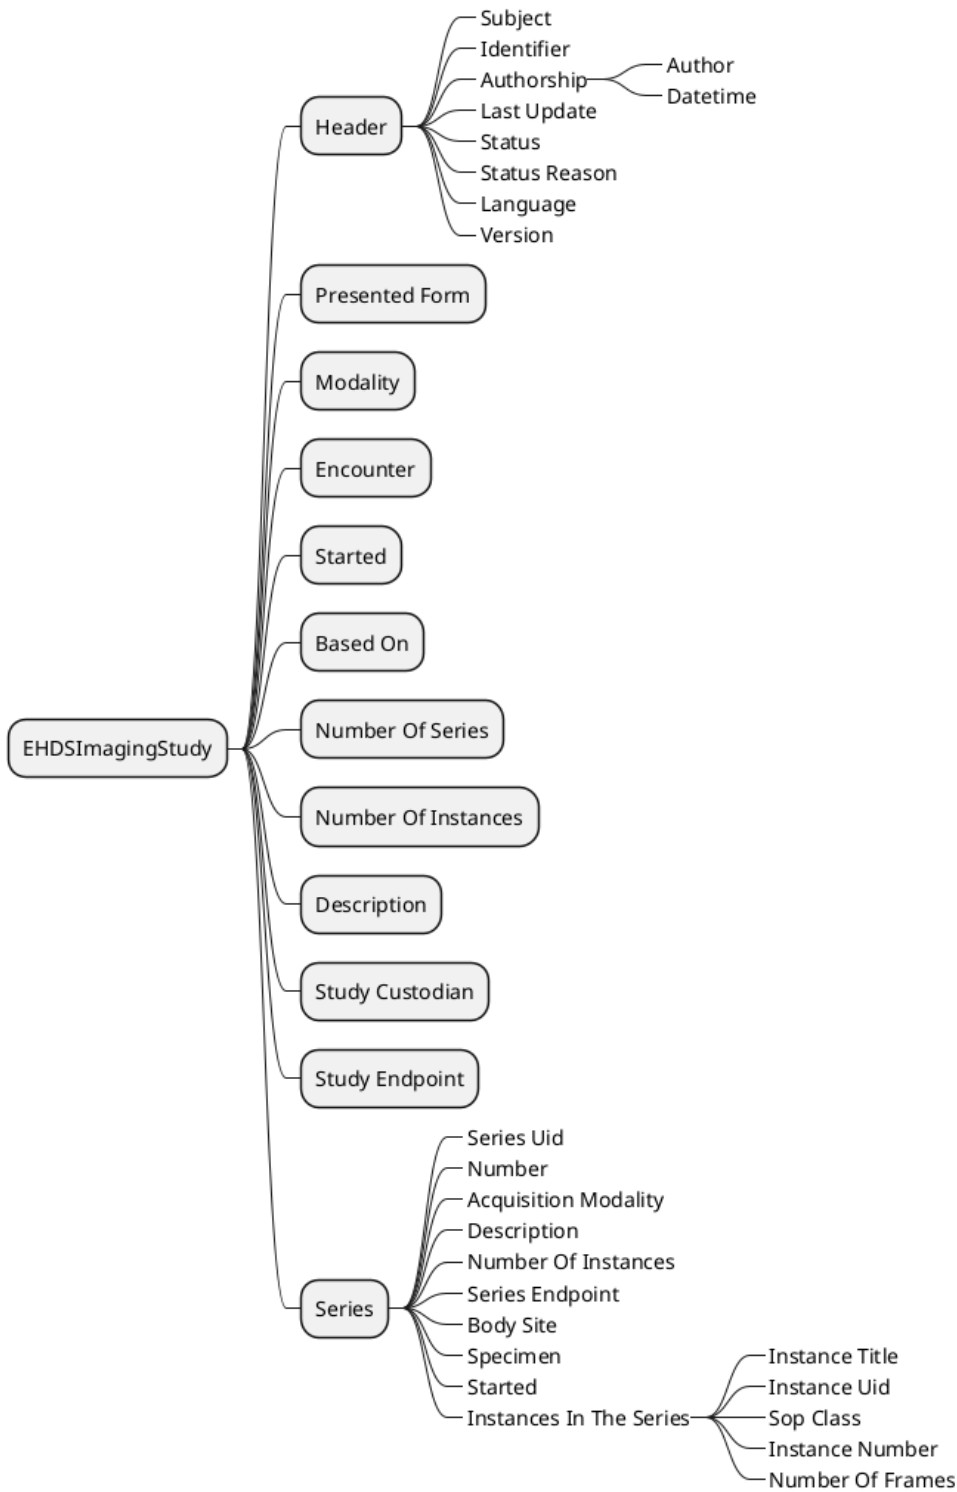 EHDSImagingStudy
Header
Subject
Identifier
Authorship
Author
Datetime
Last Update
Status
Status Reason
Language
Version
Presented Form
Modality
Encounter
Started
Based On
Number Of Series
Number Of Instances
Description
Study Custodian
Study Endpoint
Series
Series Uid
Number
Acquisition Modality
Description
Number Of Instances
Series Endpoint
Body Site
Specimen
Started
Instances In The Series
Instance Title
Instance Uid
Sop Class
Instance Number
Number Of Frames